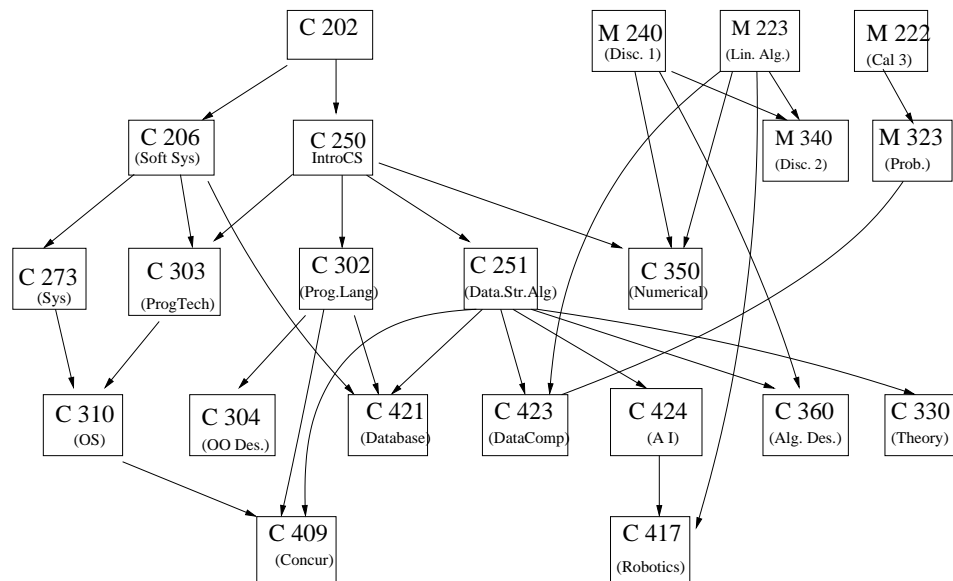 C 202
M 240
(Disc. 1)
M 223
(Lin. Alg.)
M 222
(Cal 3)
C 206
(Soft Sys)
C 250
IntroCS
M 340
(Disc. 2)
M 323
(Prob.)
C 273
(Sys)
C 303
(ProgTech)
C 302
(Prog.Lang)
C 251
(Data.Str.Alg)
C 350
(Numerical)
C 310
(OS)
C 304
(OO Des.)
C 421
(Database)
C 423
(DataComp)
C 424
(A I)
C 360
(Alg. Des.)
C 330
(Theory)
C 409
(Concur)
C 417
(Robotics)